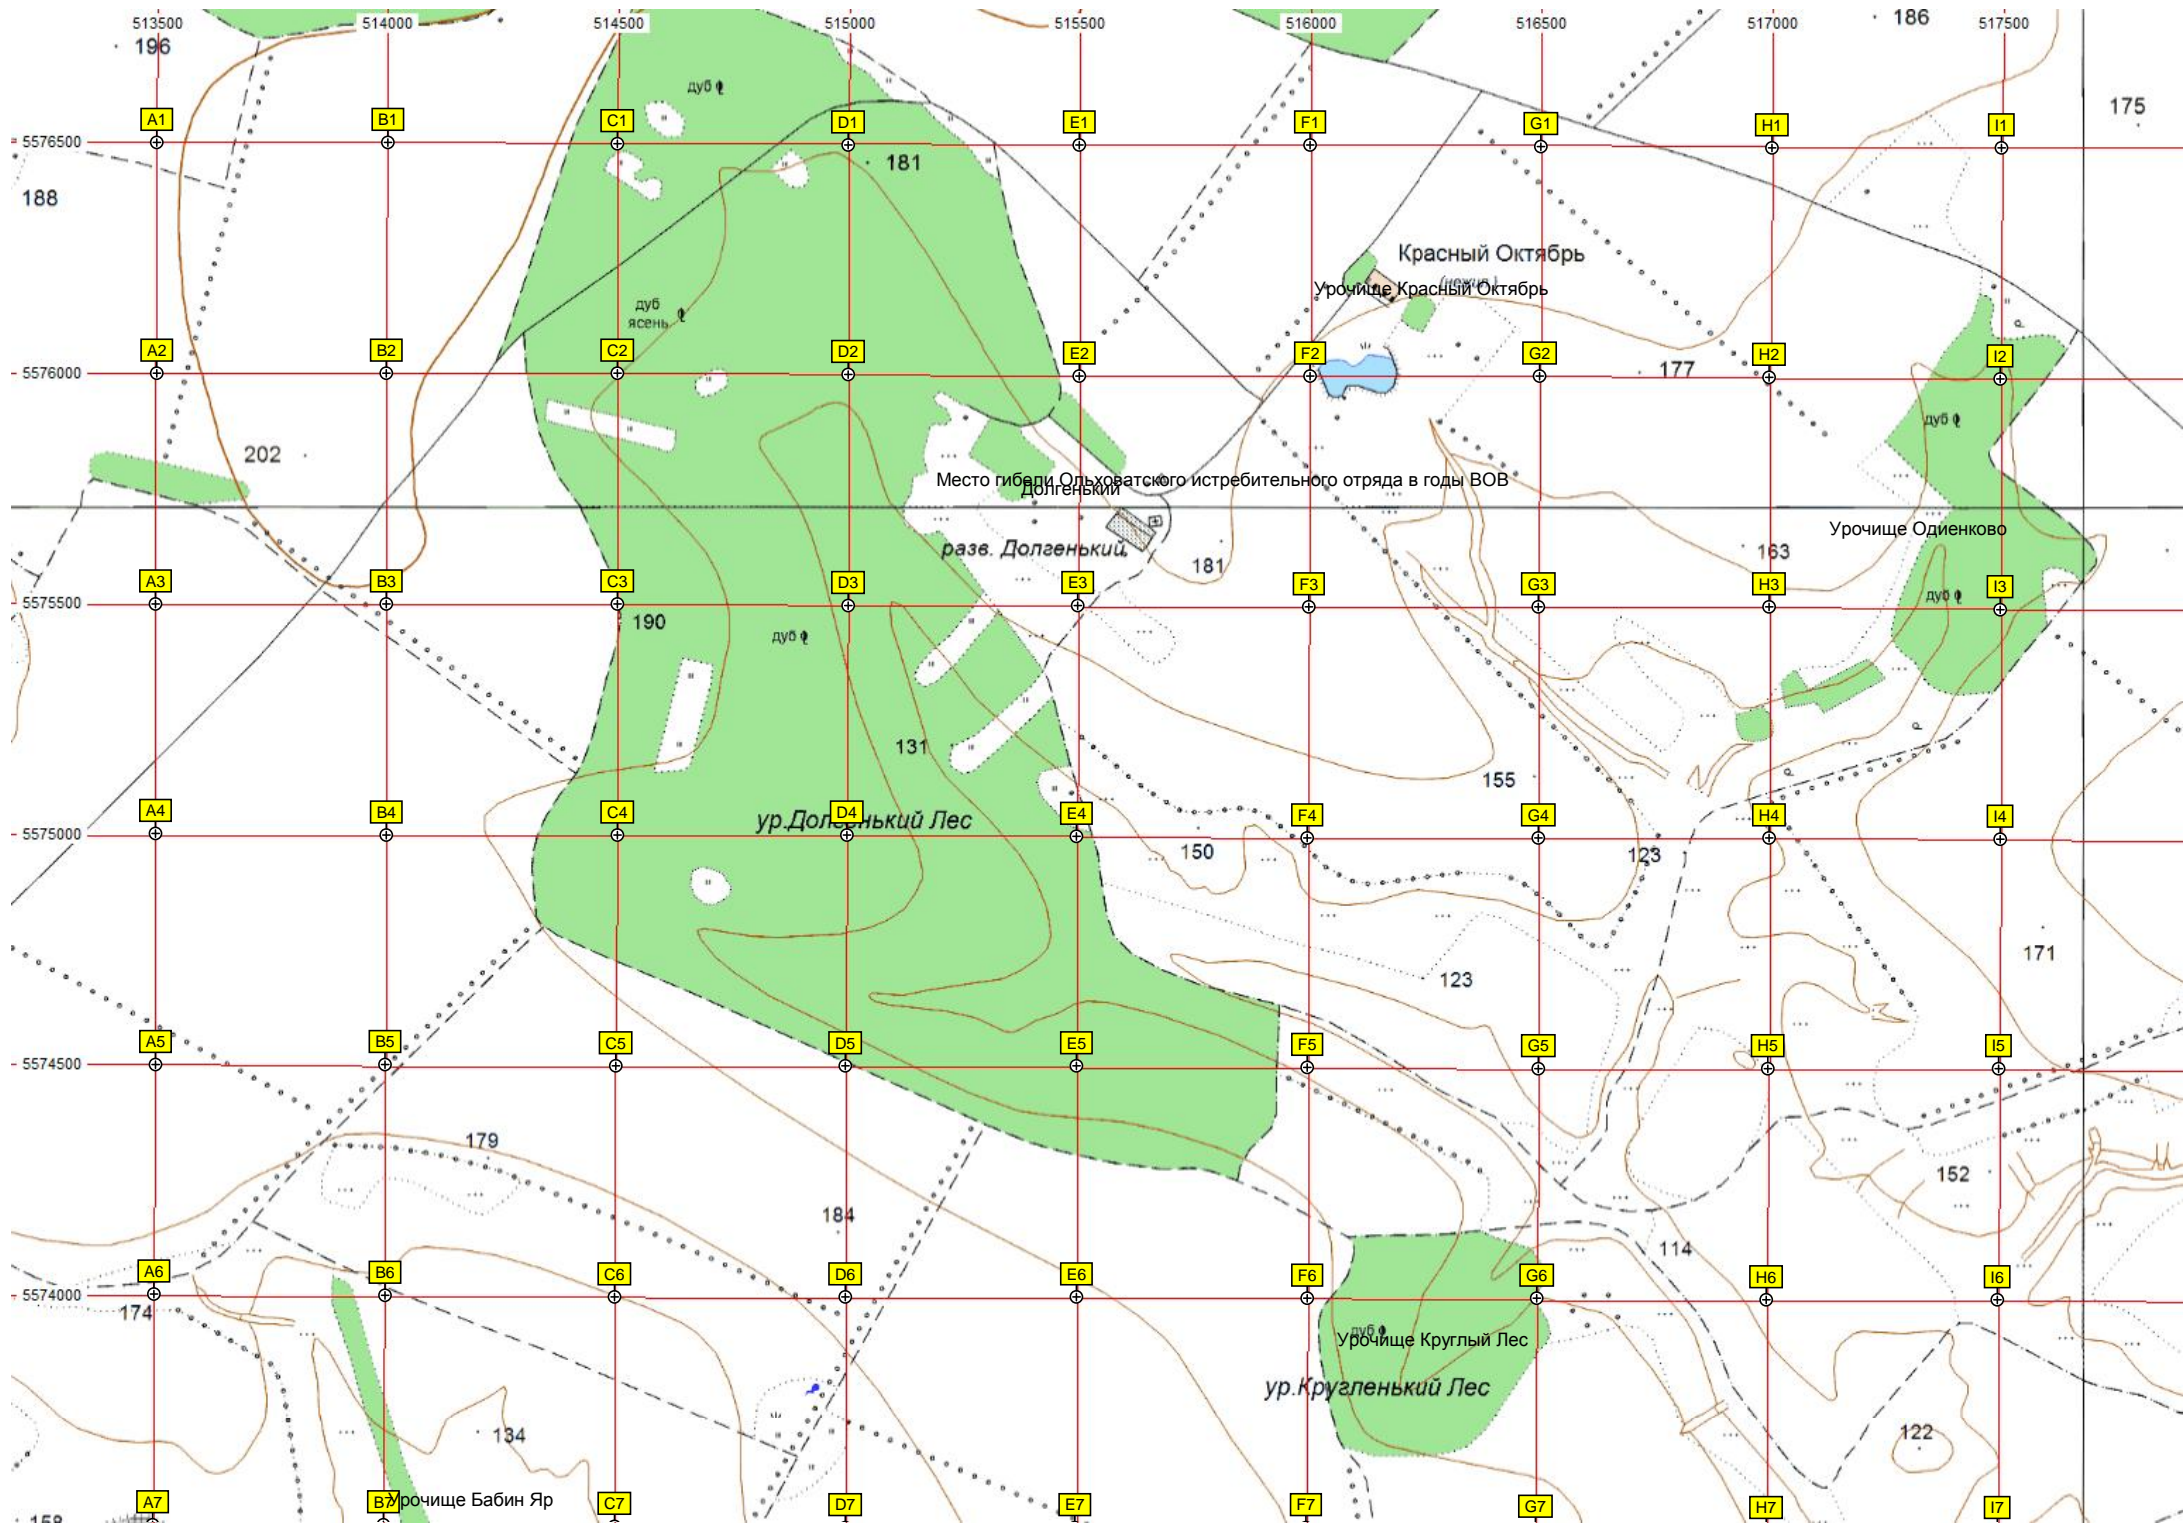 513500 514000 514500 515000 515500 516000 516500 517000 517500
196
186
175
дуб
A1 B1 C1 D1 E1 F1 G1 H1 I1
5576500
181
188
Красный Октябрь
Урочище Красный Октябрь
дуб
ясень
A2 B2 C2 D2 E2 F2 G2 H2 I2
5576000
177
дуб
202
Место гибели Ольховатского истребительного отряда в годы ВОВ
Долгенький
Урочище Одиенково
разв. Долгенький
181
163
A3 B3 C3 D3 E3 F3 G3 H3 I3
5575500
дуб
190
дуб
131
155
A4 B4 C4 D4 E4 F4 G4 H4 I4
ур.Долгенький Лес
5575000
150
123
171
123
A5 B5 C5 D5 E5 F5 G5 H5 I5
5574500
179
152
184
114
A6 B6 C6 D6 E6 F6 G6 H6 I6
5574000
174
дуб
Урочище Круглый Лес
ур.Кругленький Лес
134
122
A7 B7 C7 D7 E7 F7 G7 H7 I7
Урочище Бабин Яр
158